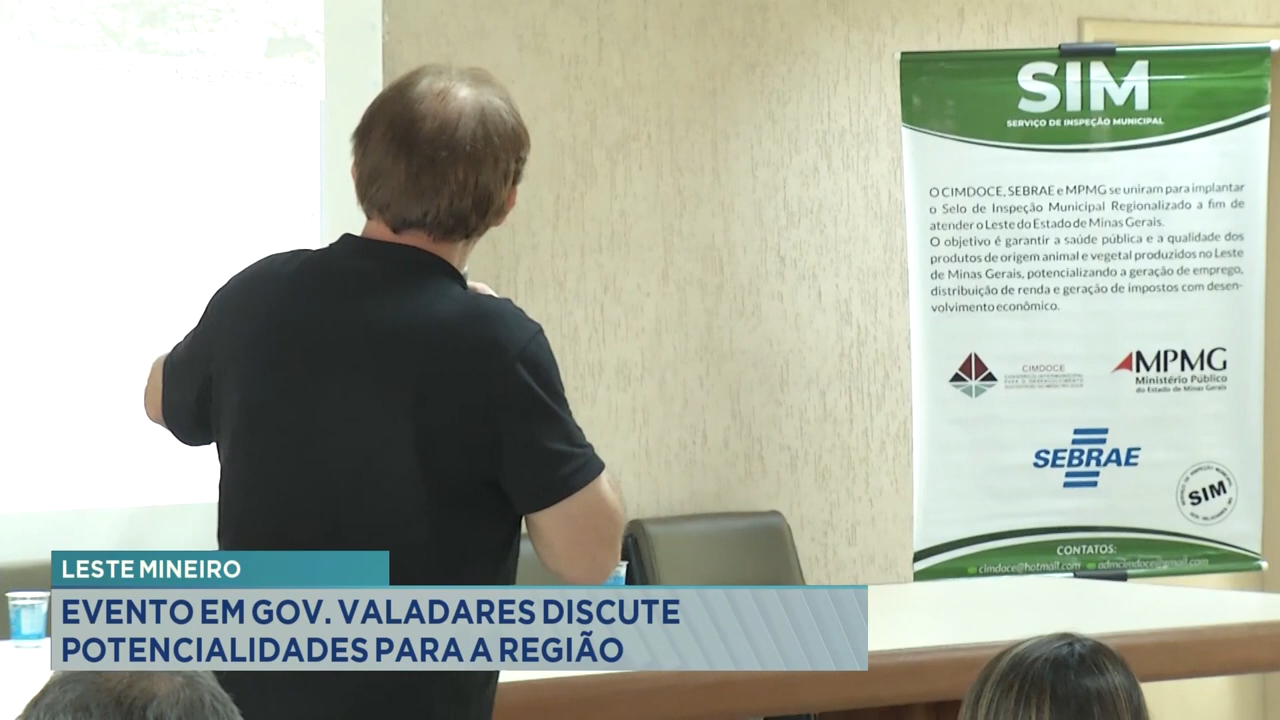 SIM
SERVIÇO DE INSPEÇÃO MUNICIPAL
O CIMDOCE, SEBRAE e MPMG se uniram para implantar
o Selo de Inspeção Municipal Regionalizado a fim de
atender o Leste do Estado de Minas Gerais.
O objetivo é garantir a saúde pública e a qualidade dos
produtos de origem animal e vegetal produzidos no Leste
de Minas Gerais, potencializando a geração de emprego,
distribuição de renda e geração de impostos com desen-
volvimento econômico.
CIMDOCE
MPMG
Ministério Público
do Estado de Minas Gerais
SEBRAE
SIM
CONTATOS:
cimdoce@hotmail.com admcimdoce@gmail.com
LESTE MINEIRO
EVENTO EM GOV. VALADARES DISCUTE
POTENCIALIDADES PARA A REGIÃO